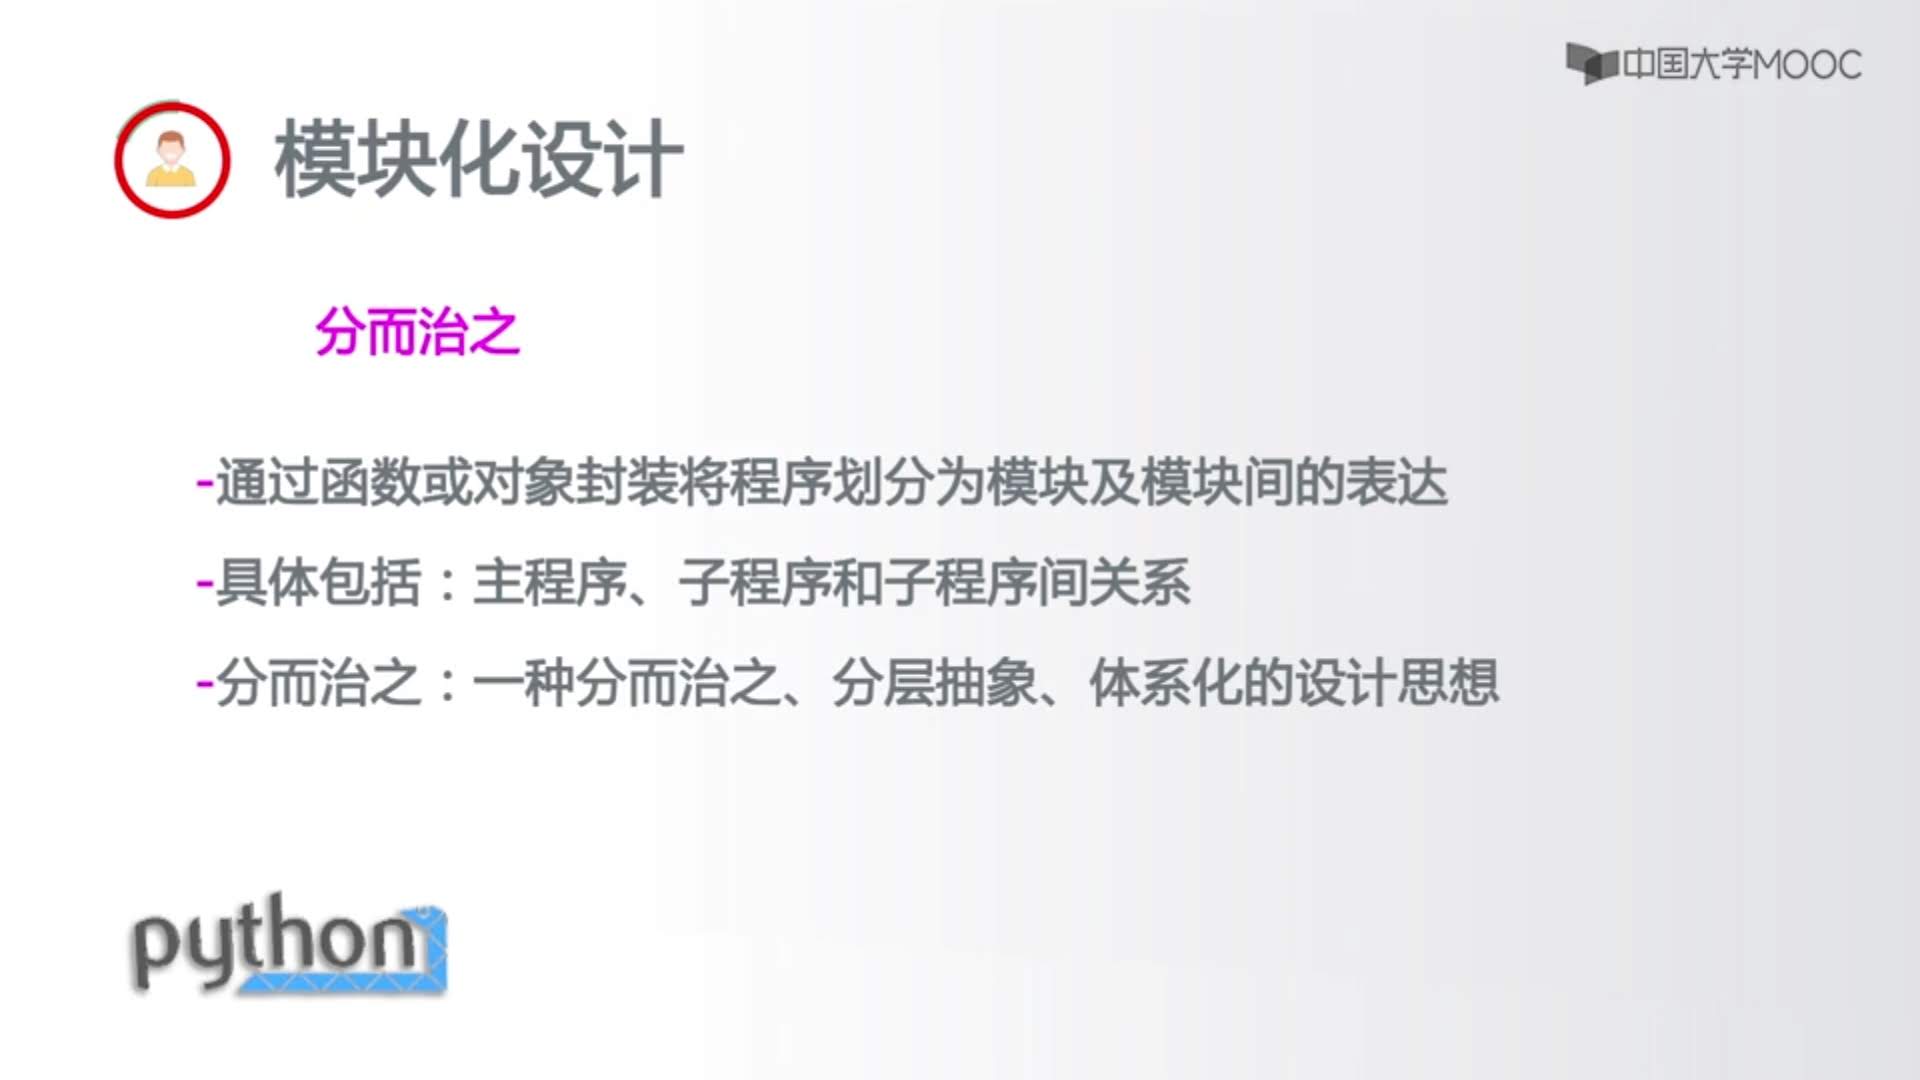 中国大学MOOC
模块化设计
分而治之
-通过函数或对象封装将程序划分为模块及模块间的表达
-具体包括：主程序、子程序和子程序间关系
-分而治之：一种分而治之、分层抽象、体系化的设计思想
python